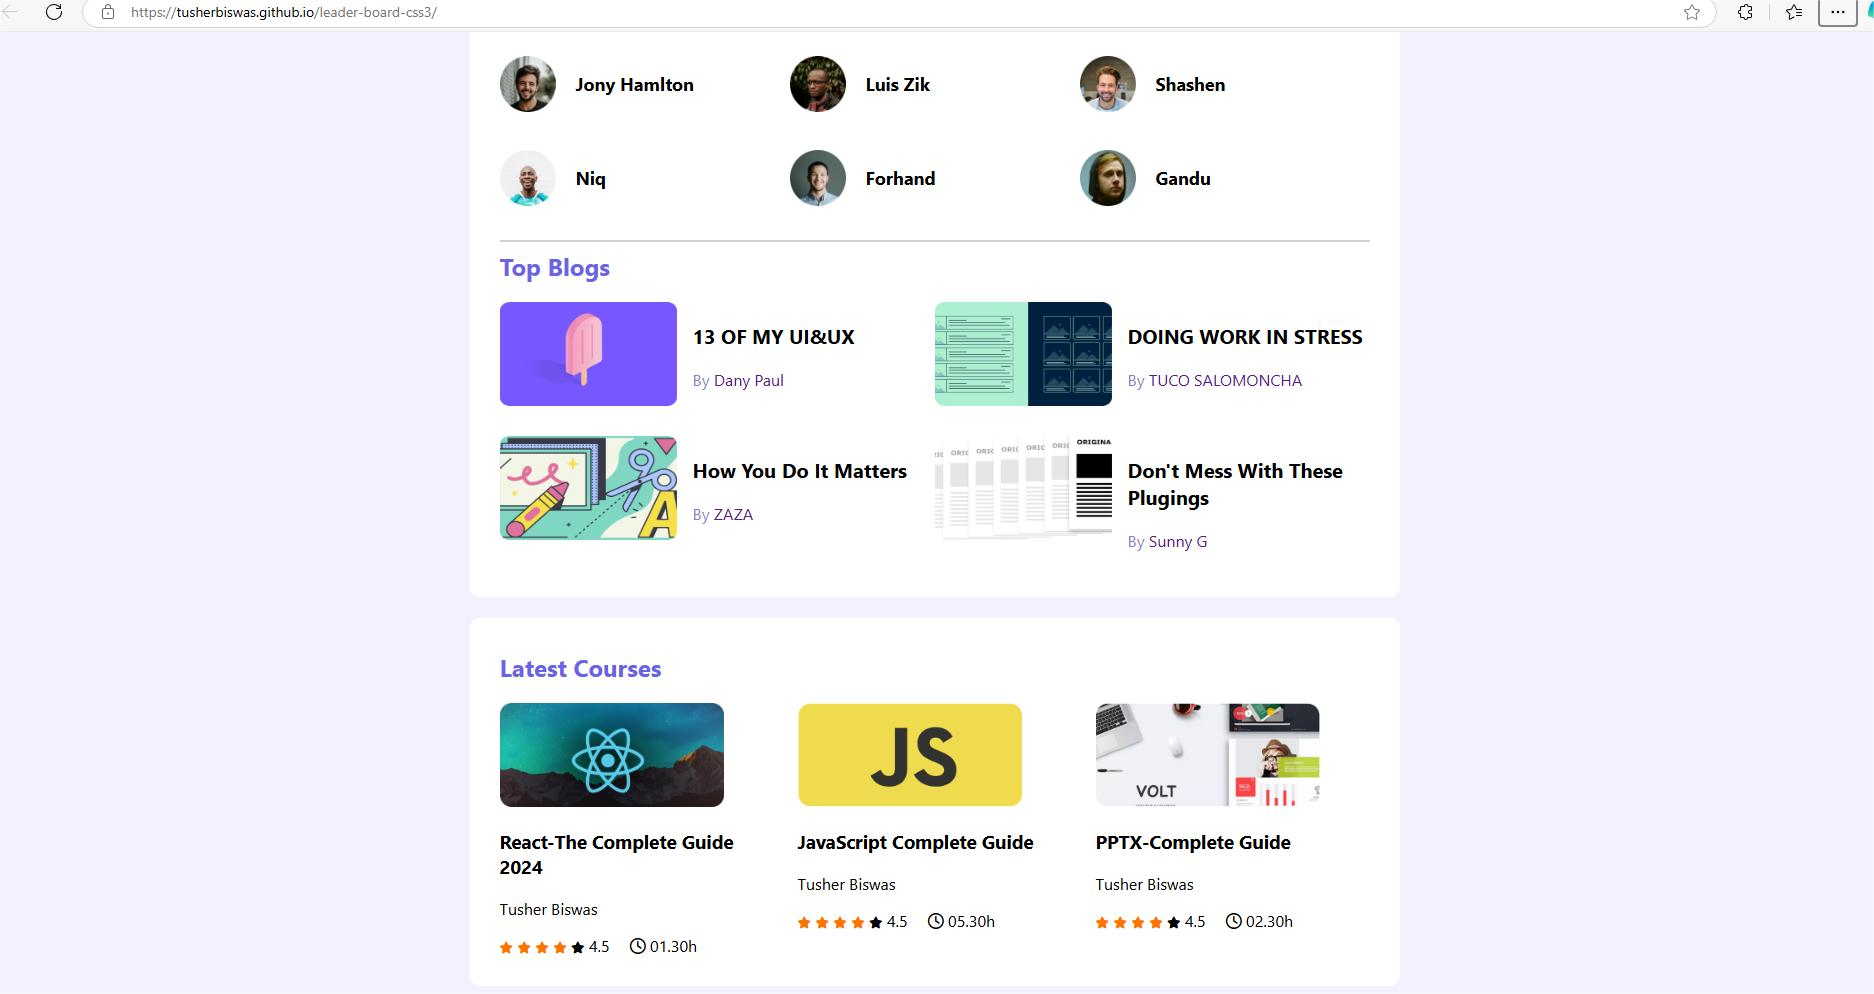 https://tusherbiswas.github.io/leader-board-css3/
Jony Hamlton
Luis Zik
Shashen
Niq
Forhand
Gandu
Top Blogs
13 OF MY UI&UX
By Dany Paul
DOING WORK IN STRESS
By TUCO SALOMONCHA
How You Do It Matters
By ZAZA
ORIGINA
Don't Mess With These
Plugings
By Sunny G
Latest Courses
JS
VOLT
React-The Complete Guide
2024
Tusher Biswas
4.5 01.30h
JavaScript Complete Guide
Tusher Biswas
4.5 05.30h
PPTX-Complete Guide
Tusher Biswas
4.5 02.30h